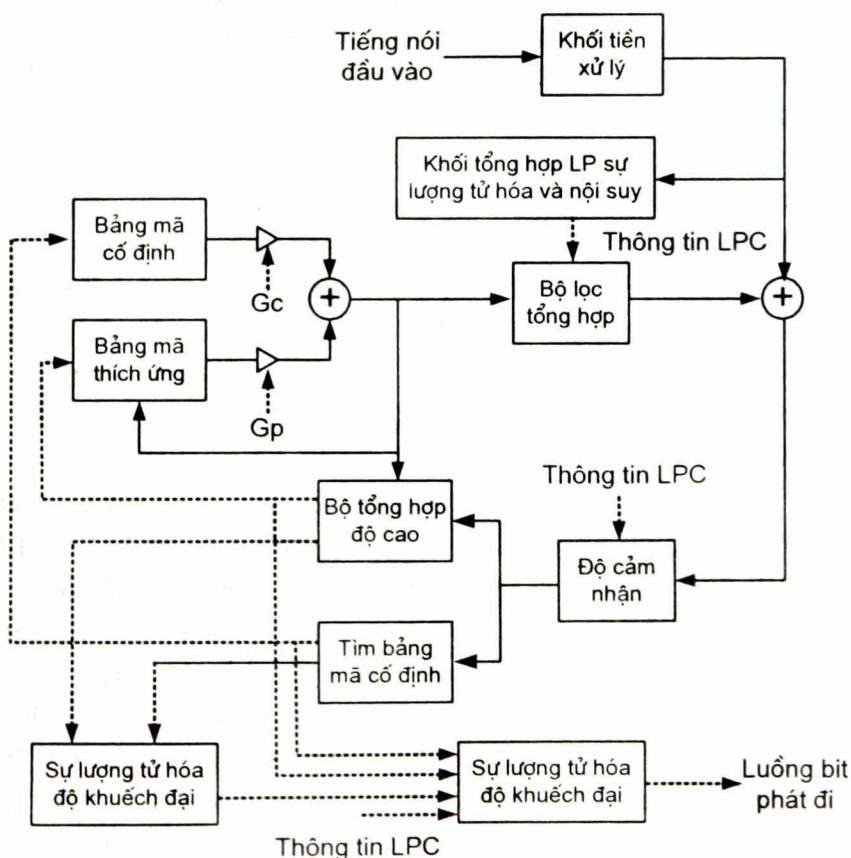 Tiếng nói
đầu vào
Khối tiền
xử lý
Khối tổng hợp LP sự
lượng tử hóa và nội suy
Thông tin LPC
Bảng mã
cố định
Gc
+
Bộ lọc
tổng hợp
+
Bảng mã
thích ứng
Gp
Thông tin LPC
Bộ tổng hợp
độ cao
Độ cảm
nhận
Tìm bảng
mã cố định
Sự lượng tử hóa
độ khuếch đại
Sự lượng tử hóa
độ khuếch đại
Luồng bit
phát đi
Thông tin LPC